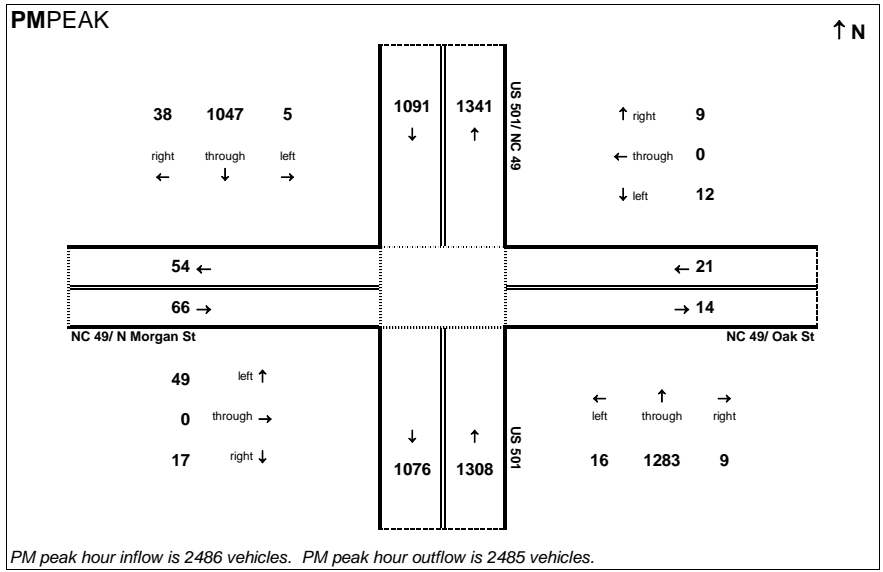 PMPEAK
↑ N
38 1047 5
right through left
← ↓ →
1091 1341
↓ ↑
US 501/ NC 49
↑ right 9
← through 0
↓ left 12
54 ←
66 →
← 21
→ 14
NC 49/ N Morgan St
NC 49/ Oak St
49 left ↑
0 through →
17 right ↓
↓ ↑
1076 1308
US 501
← ↑ →
left through right
16 1283 9
PM peak hour inflow is 2486 vehicles. PM peak hour outflow is 2485 vehicles.